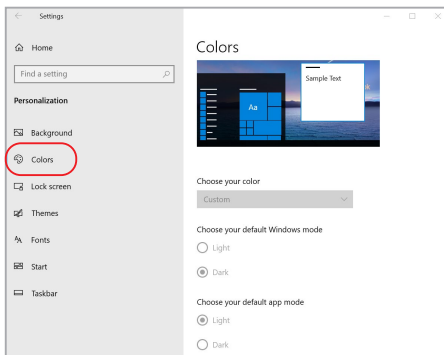 Settings
Home
Find a setting
Personalization
Background
Colors
Lock screen
Themes
Fonts
Start
Taskbar
Colors
Sample Text
Aa
Choose your color
Custom
Choose your default Windows mode
Light
Dark
Choose your default app mode
Light
Dark